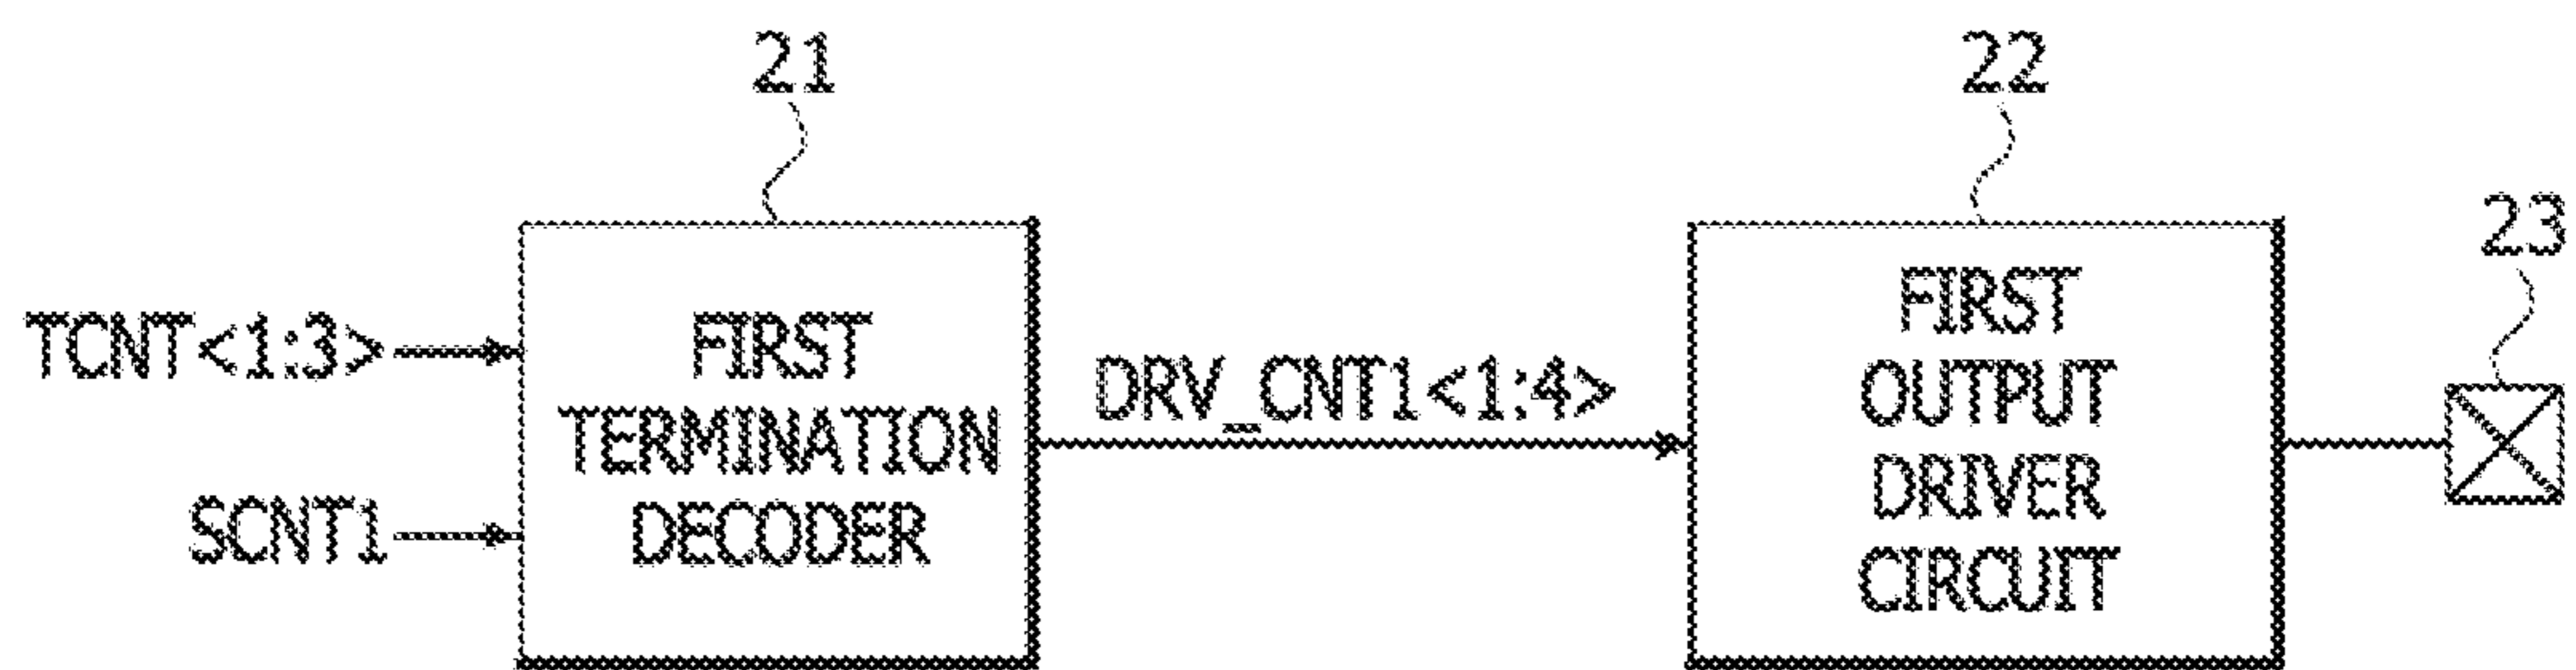 21
22
23
TCNT<1:3>
SCNT1
FIRST
TERMINATION
DECODER
DRV_CNT1<1:4>
FIRST
OUTPUT
DRIVER
CIRCUIT